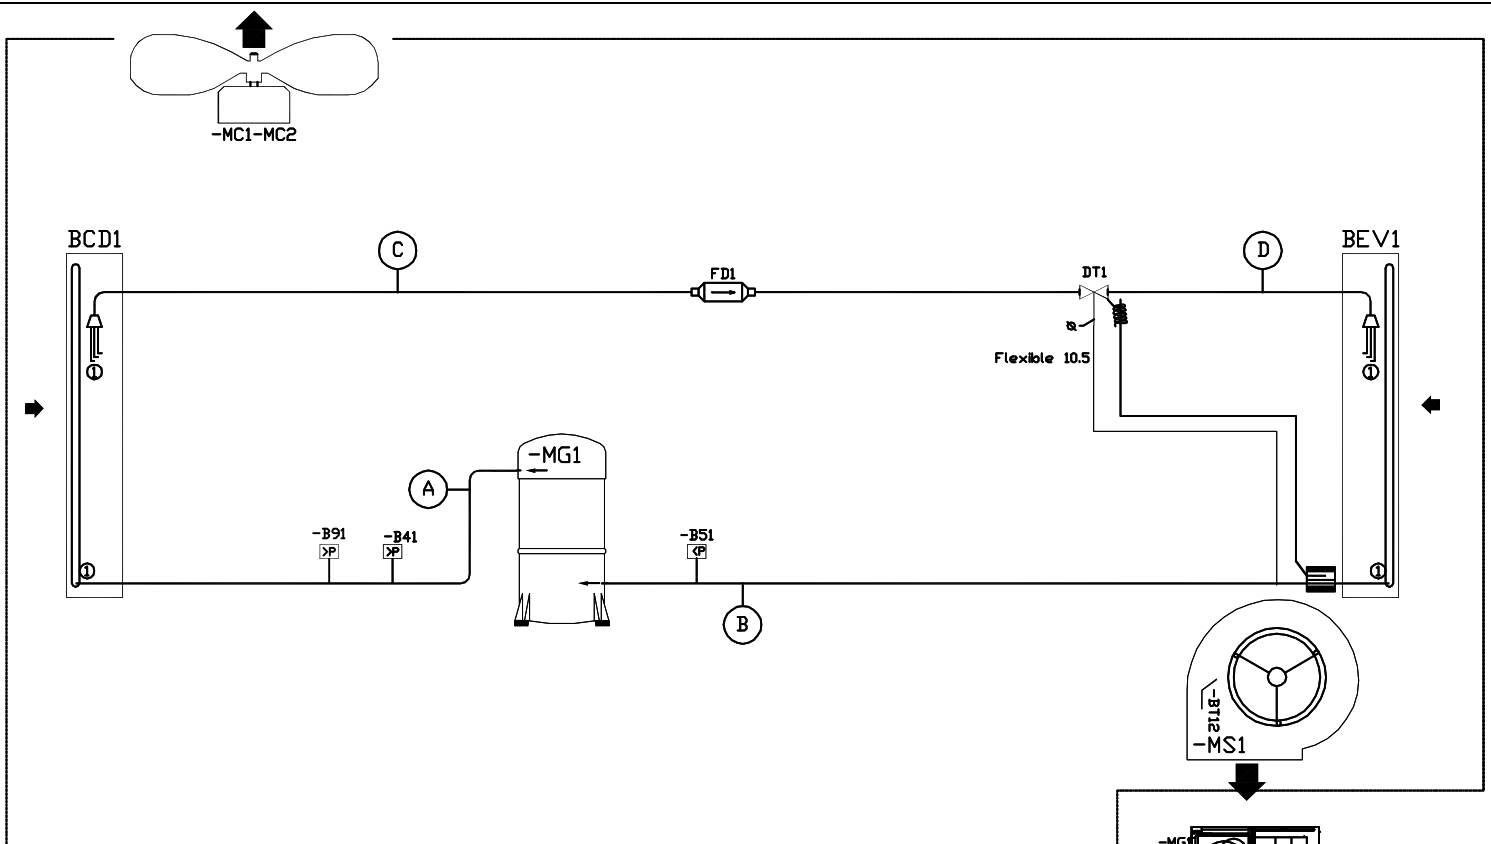 -MC1-MC2
BCD1
C
FD1
DT1
D
BEV1
Ø
Flexible 10.5
1
1
-MG1
A
-B91
>P
-B41
>P
-B51
<P
1
1
B
-BT12
-MS1
-MG1